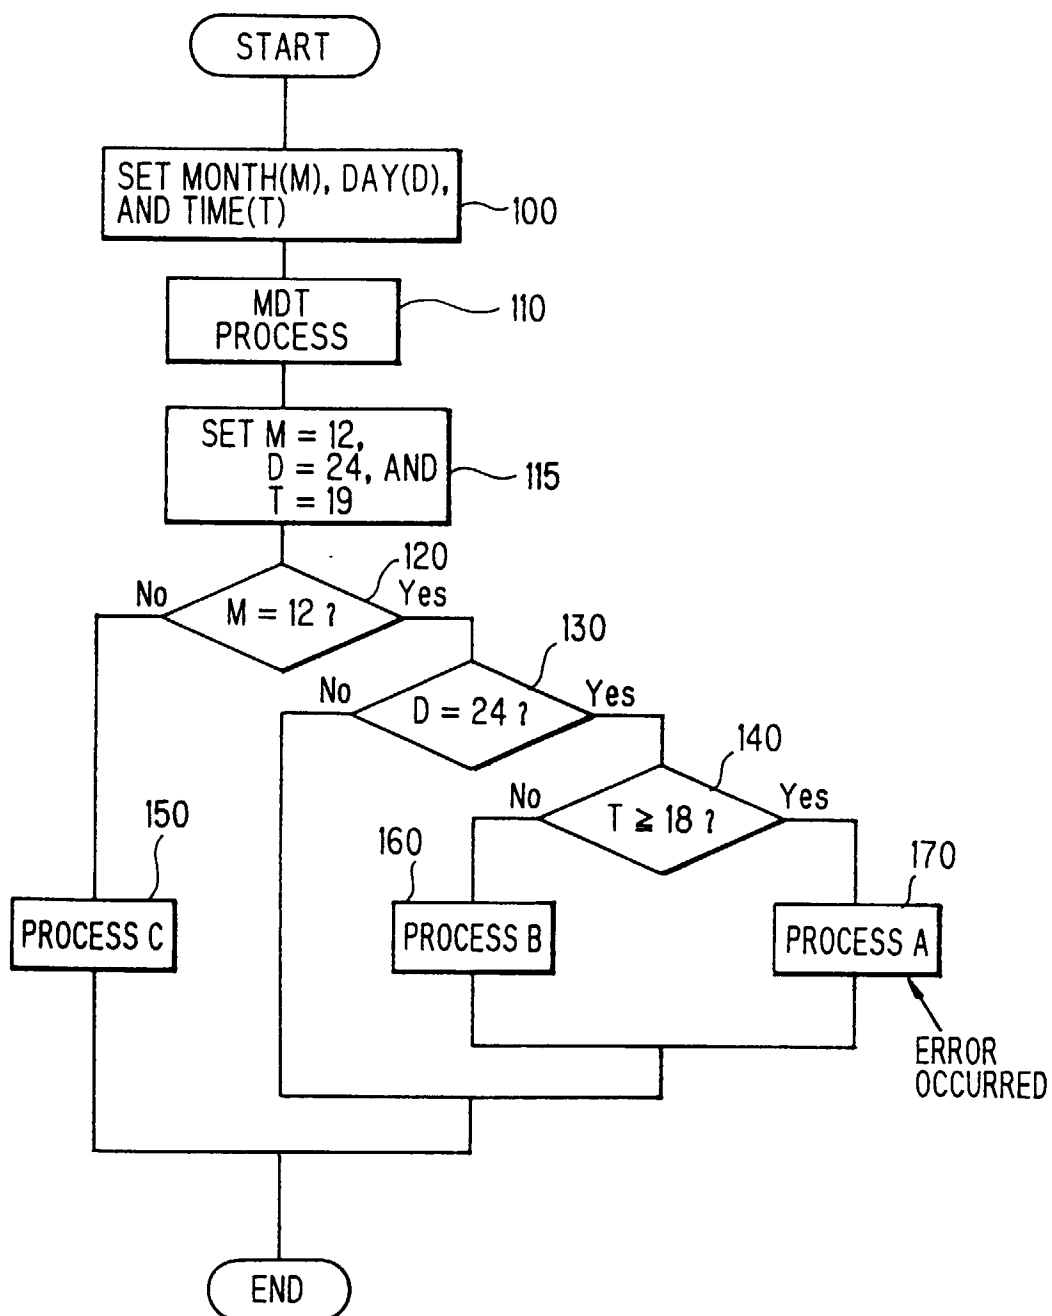 START
SET MONTH(M), DAY(D),
AND TIME(T)
100
MDT
PROCESS
110
SET M = 12,
D = 24, AND
T = 19
115
120
No
Yes
M = 12 ?
130
No
Yes
D = 24 ?
140
No
Yes
T ≧ 18 ?
150
160
170
PROCESS C
PROCESS B
PROCESS A
ERROR
OCCURRED
END